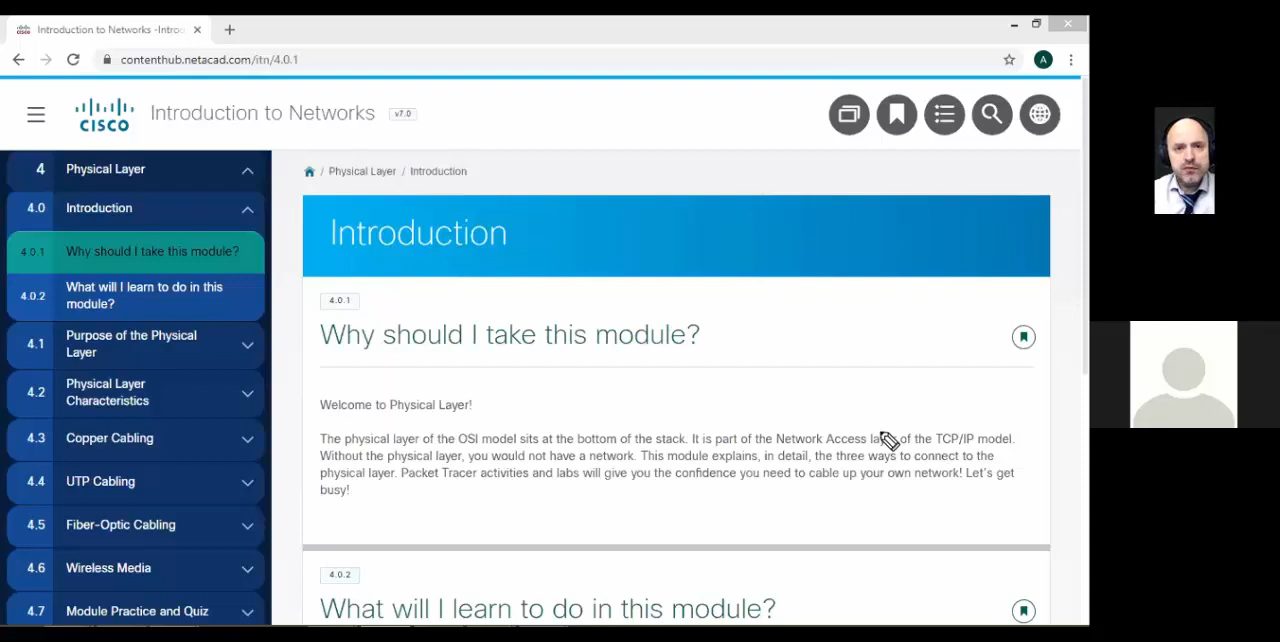 Introduction to Networks -Introd
contenthub.netacad.com/itn/4.0.1
A
CISCO
Introduction to Networks
v7.0
4 Physical Layer
4.0 Introduction
4.0.1 Why should I take this module?
4.0.2 What will I learn to do in this
module?
4.1 Purpose of the Physical
Layer
4.2 Physical Layer
Characteristics
4.3 Copper Cabling
4.4 UTP Cabling
4.5 Fiber-Optic Cabling
4.6 Wireless Media
4.7 Module Practice and Quiz
/ Physical Layer / Introduction
Introduction
4.0.1
Why should I take this module?
Welcome to Physical Layer!
The physical layer of the OSI model sits at the bottom of the stack. It is part of the Network Access layer of the TCP/IP model.
Without the physical layer, you would not have a network. This module explains, in detail, the three ways to connect to the
physical layer. Packet Tracer activities and labs will give you the confidence you need to cable up your own network! Let's get
busy!
4.0.2
What will I learn to do in this module?